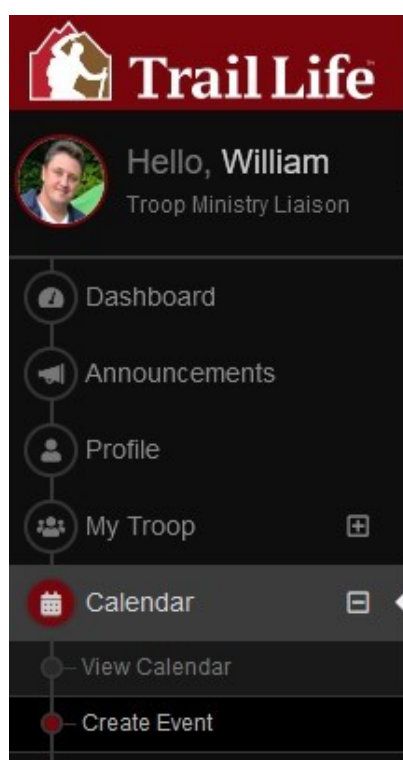 Trail Life
Hello, William
Troop Ministry Liaison
Dashboard
Announcements
Profile
My Troop
Calendar
View Calendar
Create Event